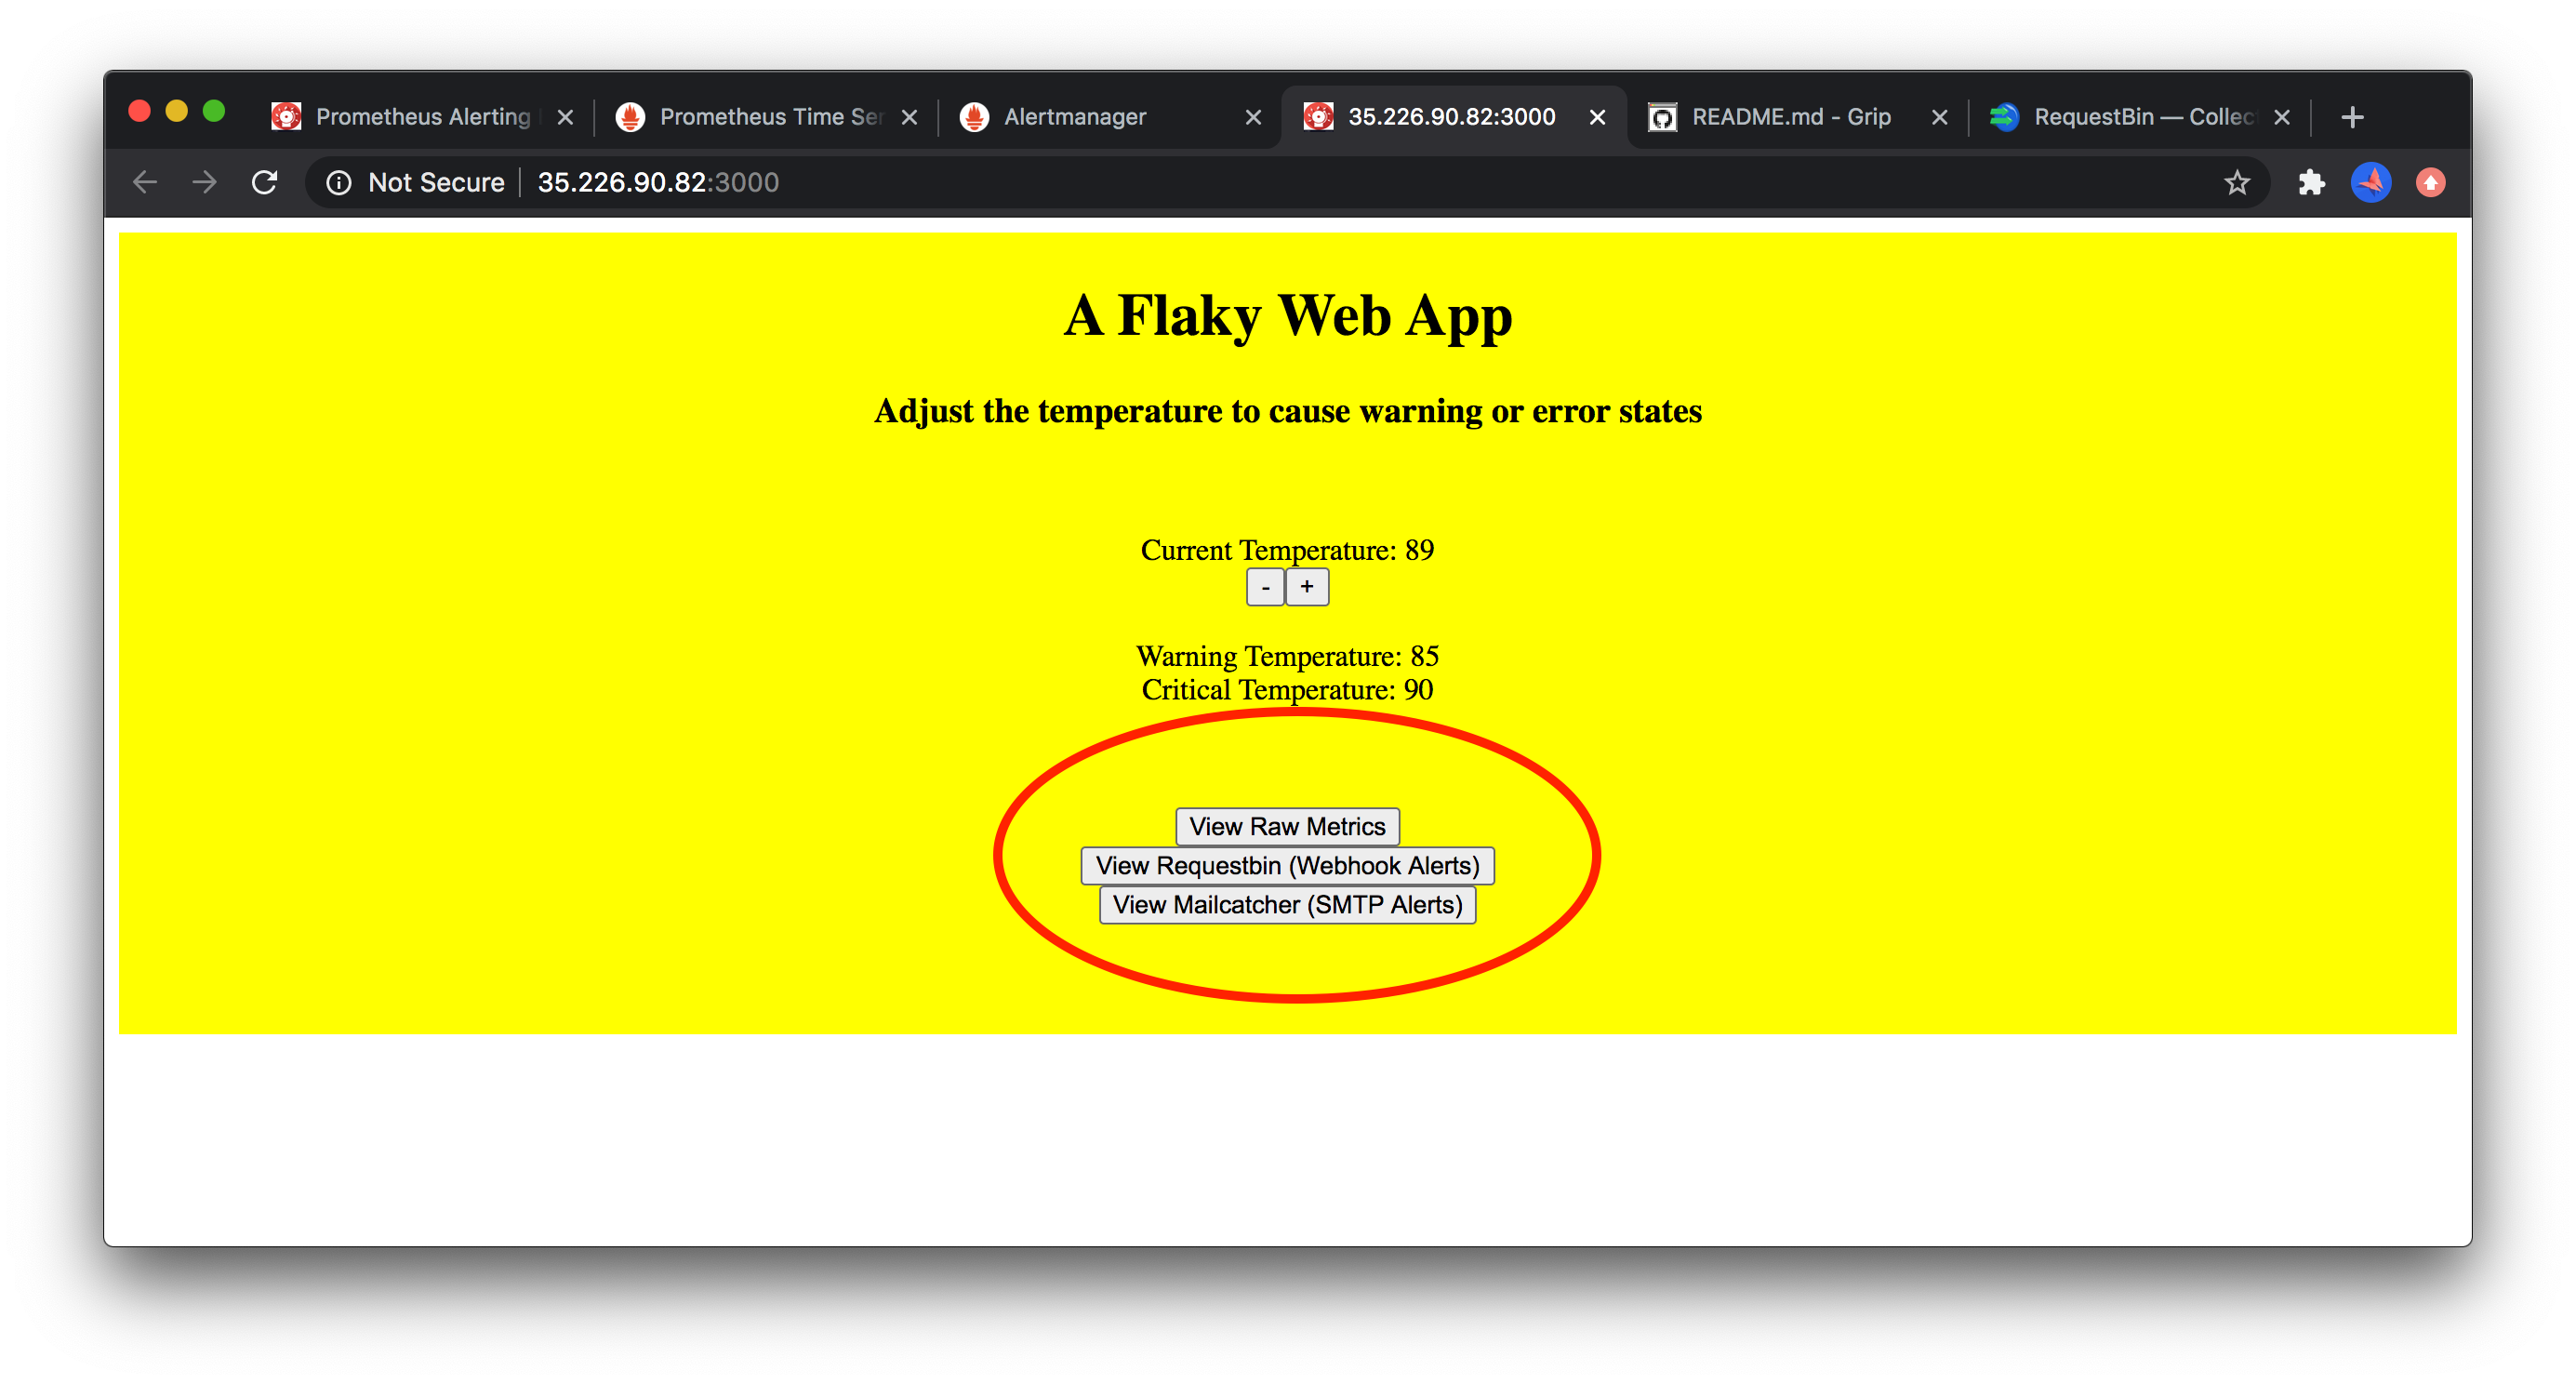 Prometheus Alerting
Prometheus Time Ser
Alertmanager
35.226.90.82:3000
README.md - Grip
RequestBin — Collec
Not Secure
35.226.90.82:3000
A Flaky Web App
Adjust the temperature to cause warning or error states
Current Temperature: 89
- +
Warning Temperature: 85
Critical Temperature: 90
View Raw Metrics
View Requestbin (Webhook Alerts)
View Mailcatcher (SMTP Alerts)